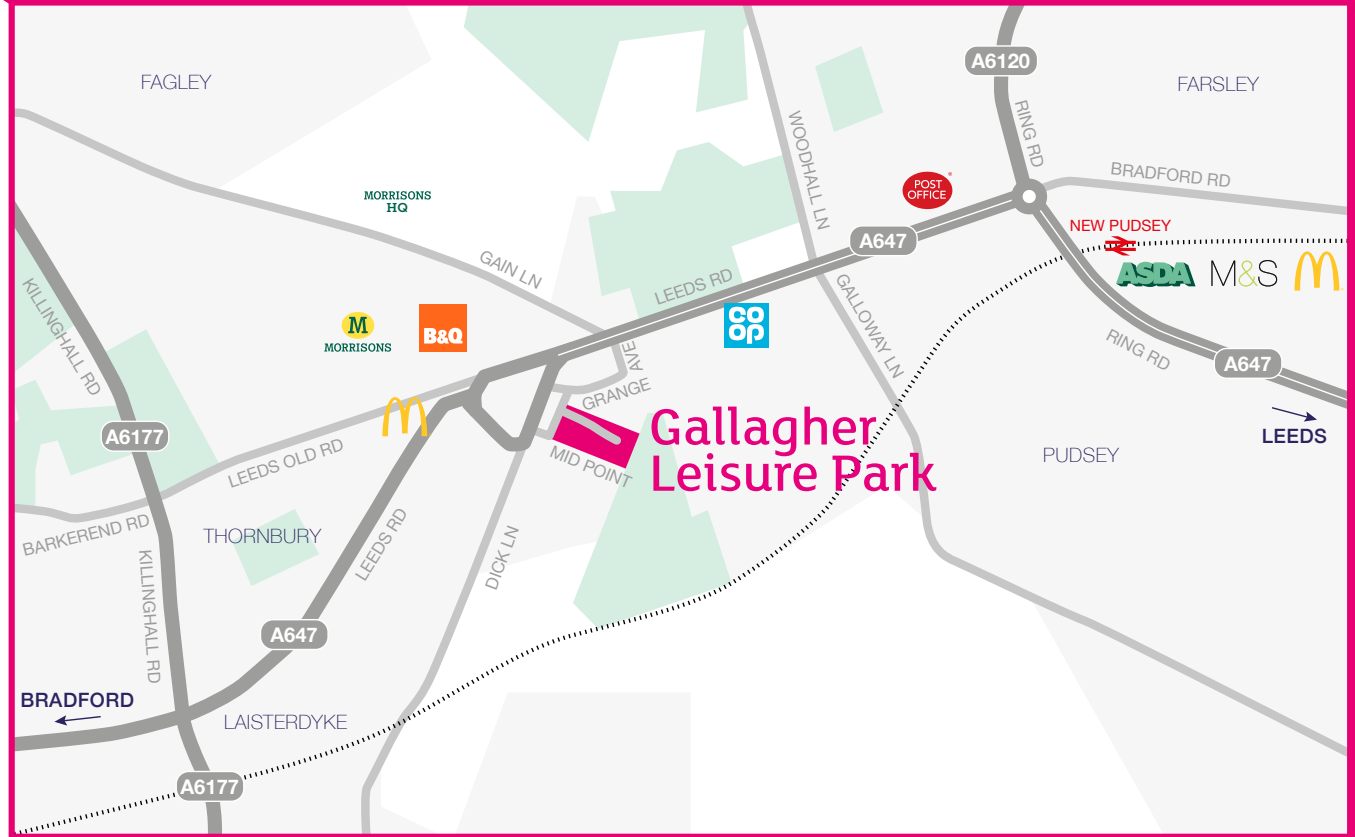 A6120
FAGLEY
FARSLEY
RING RD
WOODHALL LN
BRADFORD RD
POST
OFFICE
MORRISONS
HQ
NEW PUDSEY
A647
GAIN LN
ASDA
M&S
M
LEEDS RD
KILLINGHALL RD
GALLOWAY LN
CO
OP
M
MORRISONS
B&Q
RING RD
A647
AVE
GRANGE
M
A6177
LEEDS
Gallagher
Leisure Park
PUDSEY
LEEDS OLD RD
MID POINT
BARKEREND RD
THORNBURY
LEEDS RD
DICK LN
KILLINGHALL RD
A647
BRADFORD
LAISTERDYKE
A6177